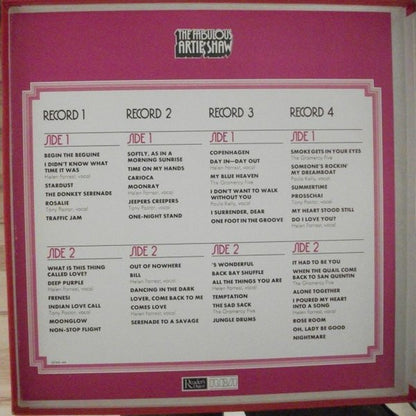 THE FABULOUS
ARTIE SHAW
RECORD 1
SIDE 1
BEGIN THE BEGUINE
I DIDN'T KNOW WHAT
TIME IT WAS
Helen Forrest, vocal
STARDUST
THE DONKEY SERENADE
ROSALIE
Tony Pastor, vocal
TRAFFIC JAM
SIDE 2
WHAT IS THIS THING
CALLED LOVE?
DEEP PURPLE
Helen Forrest, vocal
FRENESI
INDIAN LOVE CALL
Tony Pastor, vocal
MOONGLOW
NON-STOP FLIGHT
RECORD 2
SIDE 1
SOFTLY, AS IN A
MORNING SUNRISE
TIME ON MY HANDS
CARIOCA
MOONRAY
Helen Forrest, vocal
JEEPERS CREEPERS
Tony Pastor, vocal
ONE-NIGHT STAND
SIDE 2
OUT OF NOWHERE
BILL
Helen Forrest, vocal
DANCING IN THE DARK
LOVER, COME BACK TO ME
COMES LOVE
Helen Forrest, vocal
SERENADE TO A SAVAGE
RECORD 3
SIDE 1
COPENHAGEN
DAY IN—DAY OUT
Helen Forrest, vocal
MY BLUE HEAVEN
The Gramercy Five
I DON'T WANT TO WALK
WITHOUT YOU
Paula Kelly, vocal
I SURRENDER, DEAR
ONE FOOT IN THE GROOVE
SIDE 2
'S WONDERFUL
BACK BAY SHUFFLE
ALL THE THINGS YOU ARE
Helen Forrest, vocal
TEMPTATION
THE SAD SACK
The Gramercy Five
JUNGLE DRUMS
RECORD 4
SIDE 1
SMOKE GETS IN YOUR EYES
The Gramercy Five
SOMEONE'S ROCKIN'
MY DREAMBOAT
Paula Kelly, vocal
SUMMERTIME
PROSSCHAI
Tony Pastor, vocal
MY HEART STOOD STILL
DO I LOVE YOU?
Helen Forrest, vocal
SIDE 2
IT HAD TO BE YOU
WHEN THE QUAIL COME
BACK TO SAN QUENTIN
The Gramercy Five
ALONE TOGETHER
I POURED MY HEART
INTO A SONG
Helen Forrest, vocal
ROSE ROOM
OH, LADY BE GOOD
NIGHTMARE
Reader's
Digest
RCA